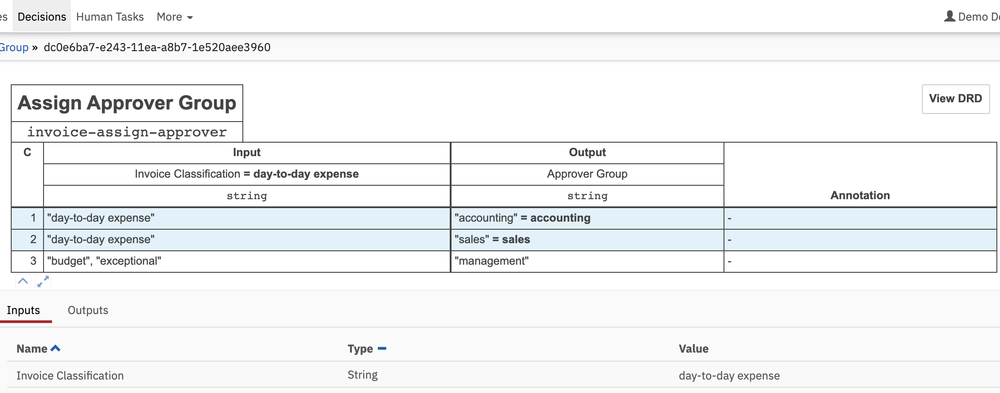 es Decisions Human Tasks More Demo De
Group » dc0e6ba7-e243-11ea-a8b7-1e520aee3960
Assign Approver Group
View DRD
invoice-assign-approver
C Input Output
Invoice Classification = day-to-day expense Approver Group
string string Annotation
1 "day-to-day expense" "accounting" = accounting -
2 "day-to-day expense" "sales" = sales -
3 "budget", "exceptional" "management" -
Inputs Outputs
Name Type Value
Invoice Classification String day-to-day expense